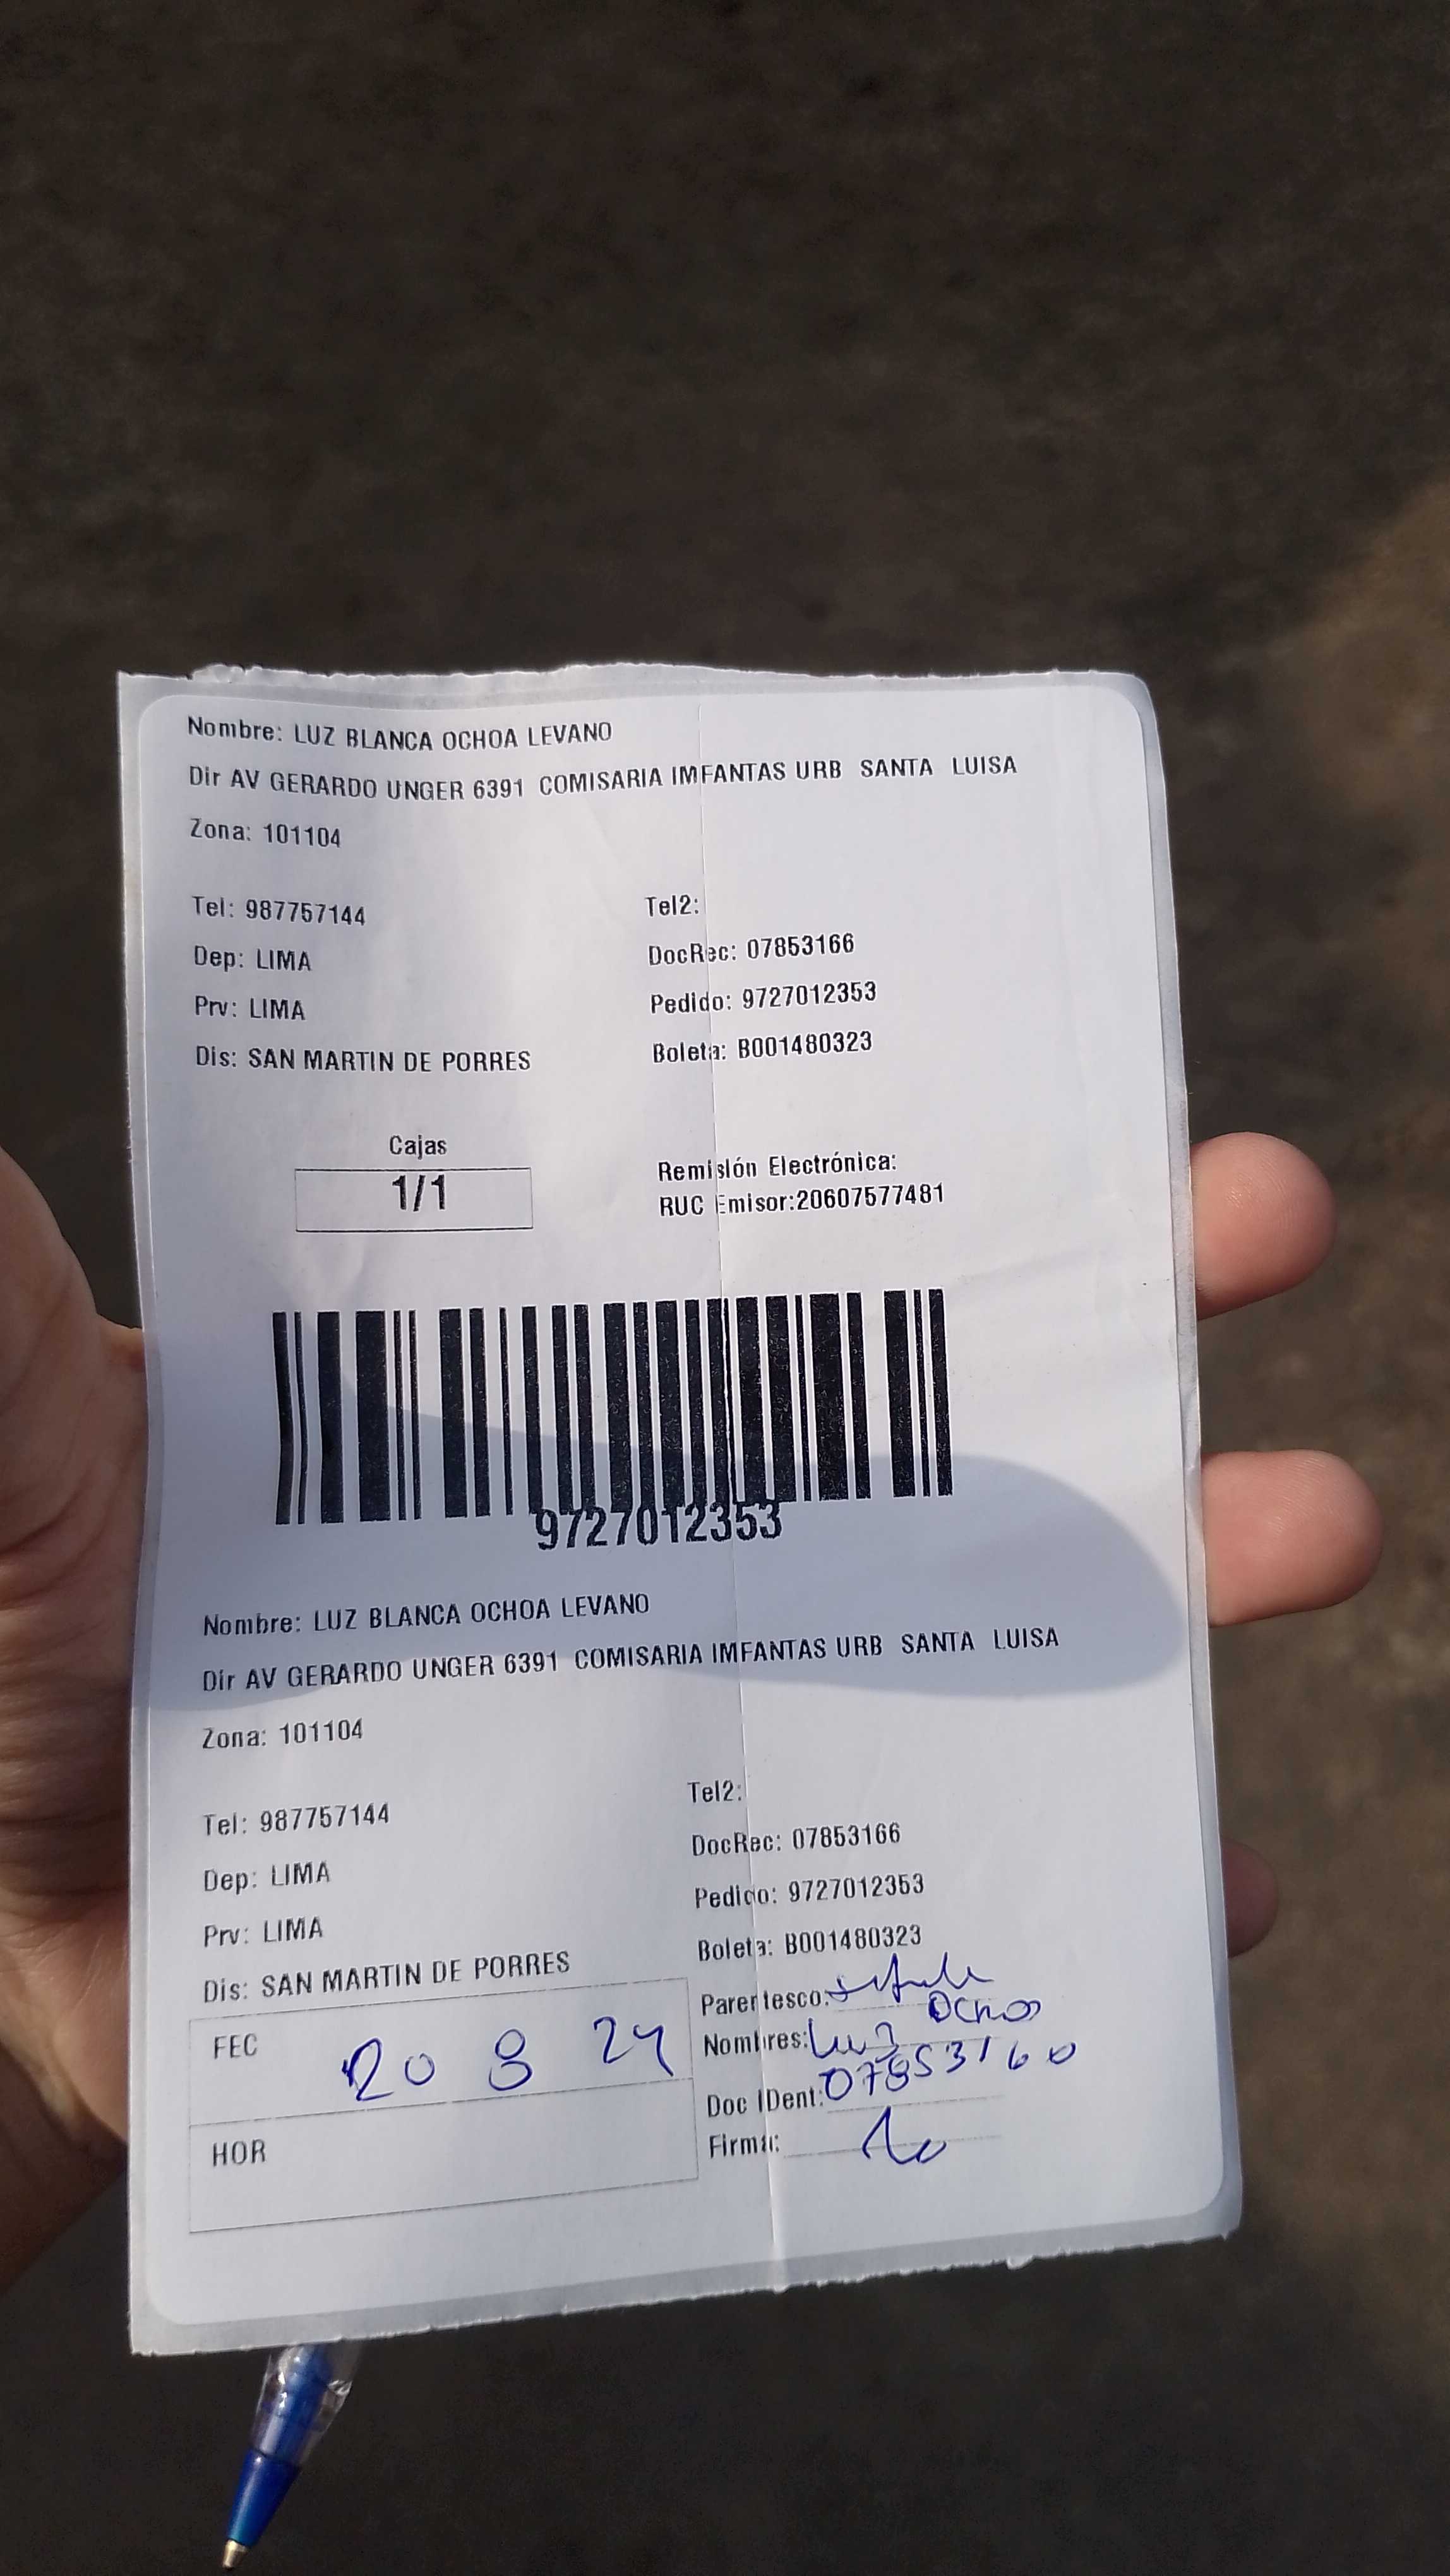 Nombre: LUZ BLANCA OCHOA LEVANO
Dir AV GERARDO UNGER 6391 COMISARIA IMFANTAS URB SANTA LUISA
Zona: 101104
Tel: 987757144
Tel2:
Dep: LIMA
DocRec: 07853166
Prv: LIMA
Pedido: 9727012353
Dis: SAN MARTIN DE PORRES
Boleta: B001480323
Cajas
1/1
Remisión Electrónica:
RUC Emisor:20607577481
9727012353
Nombre: LUZ BLANCA OCHOA LEVANO
Dir AV GERARDO UNGER 6391 COMISARIA IMFANTAS URB SANTA LUISA
Zona: 101104
Tel: 987757144
Tel2:
Dep: LIMA
DocRec: 07853166
Prv: LIMA
Pedido: 9727012353
Dis: SAN MARTIN DE PORRES
Boleta: B001480323
Parentesco:
FEC 20 8 24
Nombres: Luz Ochoa
Doc IDent: 07853160
HOR
Firma: